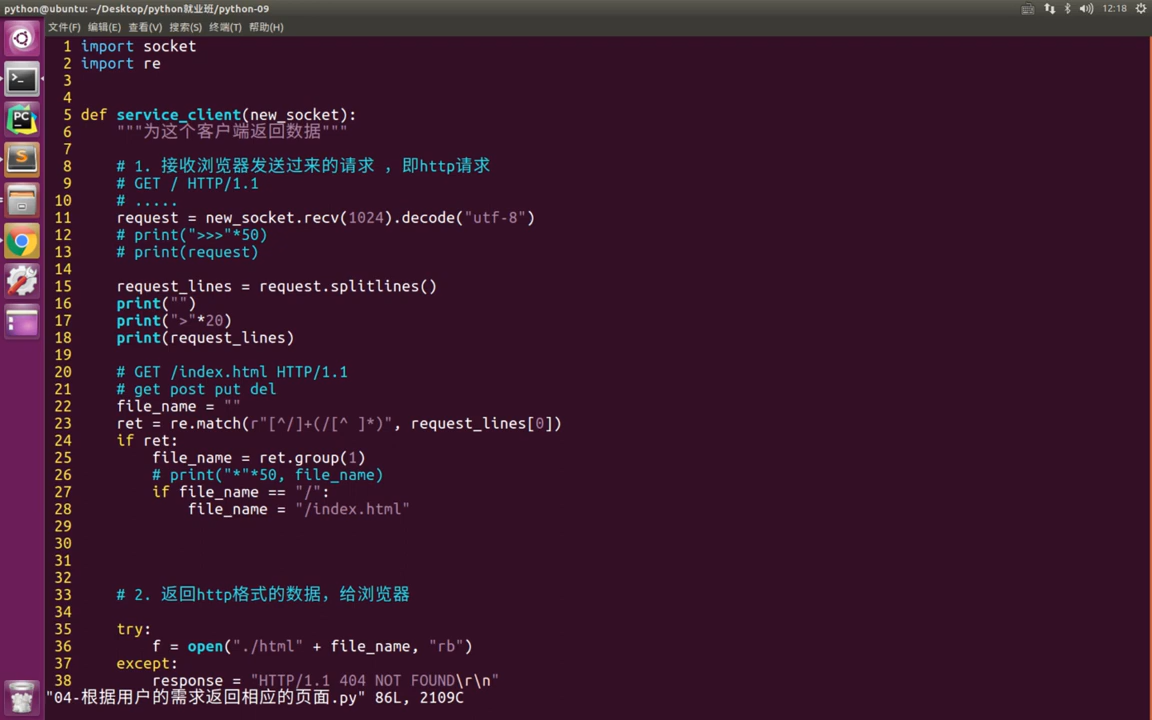 python@ubuntu: ~/Desktop/python就业班/python-09
12:18
文件(F) 编辑(E) 查看(V) 搜索(S) 终端(T) 帮助(H)
1 import socket
2 import re
3
4
5 def service_client(new_socket):
6     """为这个客户端返回数据"""
7
8     # 1. 接收浏览器发送过来的请求 ，即http请求
9     # GET / HTTP/1.1
10     # .....
11     request = new_socket.recv(1024).decode("utf-8")
12     # print(">>>"*50)
13     # print(request)
14
15     request_lines = request.splitlines()
16     print("")
17     print(">"*20)
18     print(request_lines)
19
20     # GET /index.html HTTP/1.1
21     # get post put del
22     file_name = ""
23     ret = re.match(r"[^/]+(/[^ ]*)", request_lines[0])
24     if ret:
25         file_name = ret.group(1)
26         # print("*"*50, file_name)
27         if file_name == "/":
28             file_name = "/index.html"
29
30
31
32
33     # 2. 返回http格式的数据，给浏览器
34
35     try:
36         f = open("./html" + file_name, "rb")
37     except:
38         response = "HTTP/1.1 404 NOT FOUND\r\n"
"04-根据用户的需求返回相应的页面.py" 86L, 2109C
PC
S